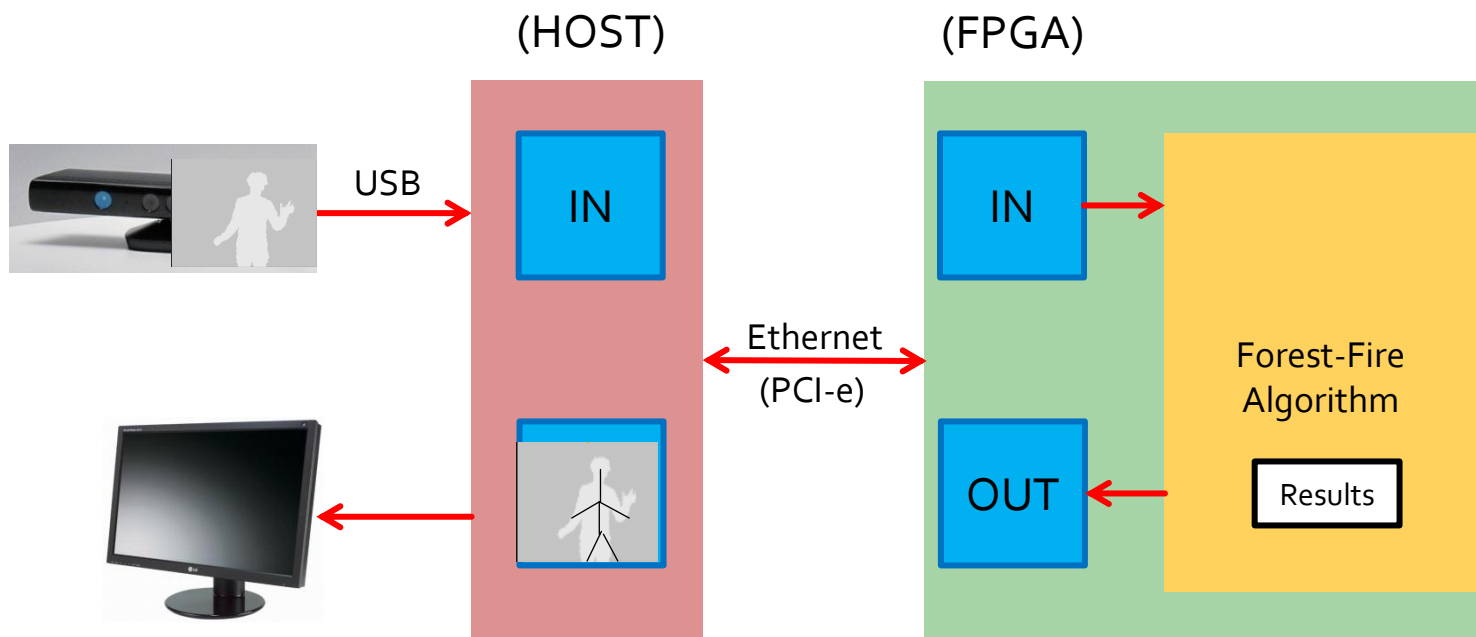 (HOST)
(FPGA)
USB
IN
IN
Ethernet
(PCI-e)
Forest-Fire
Algorithm
OUT
Results